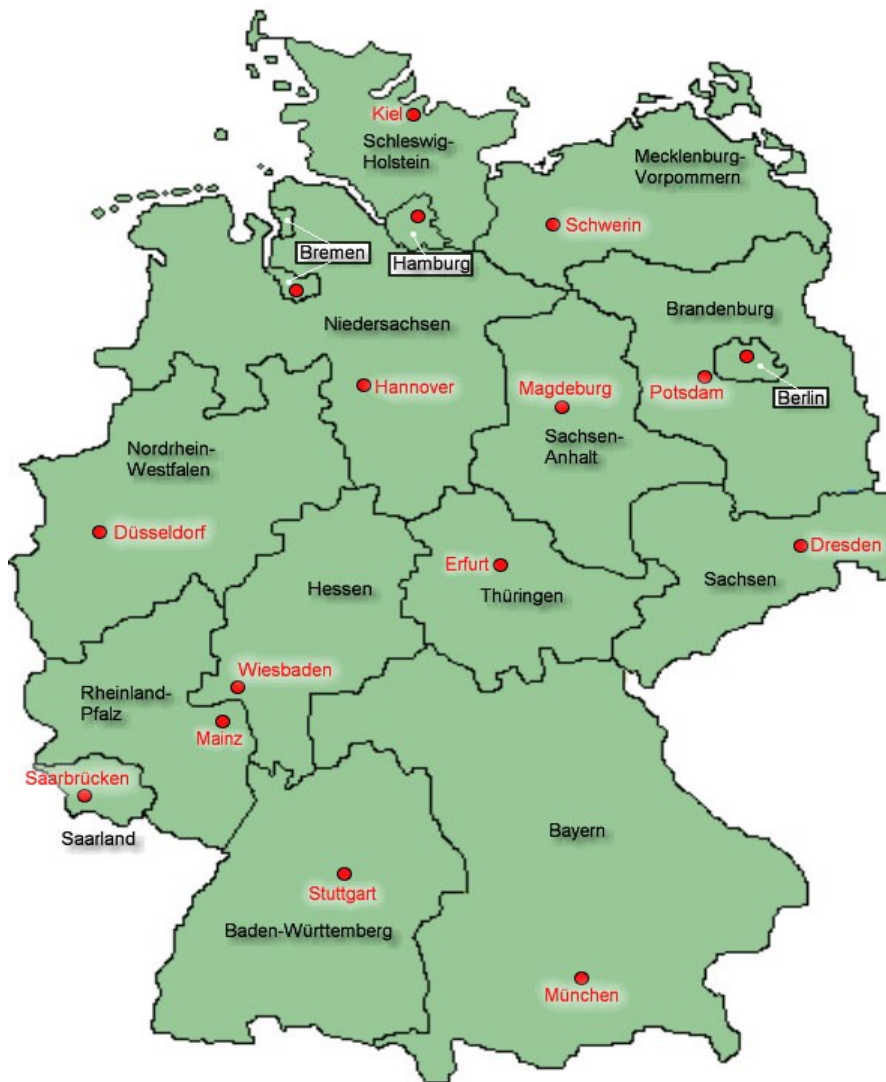 Kiel
Schleswig-
Holstein
Mecklenburg-
Vorpommern
Schwerin
Bremen
Hamburg
Brandenburg
Niedersachsen
Hannover
Magdeburg
Potsdam
Berlin
Sachsen-
Anhalt
Nordrhein-
Westfalen
Düsseldorf
Dresden
Erfurt
Sachsen
Hessen
Thüringen
Wiesbaden
Rheinland-
Pfalz
Mainz
Saarbrücken
Saarland
Bayern
Stuttgart
Baden-Württemberg
München